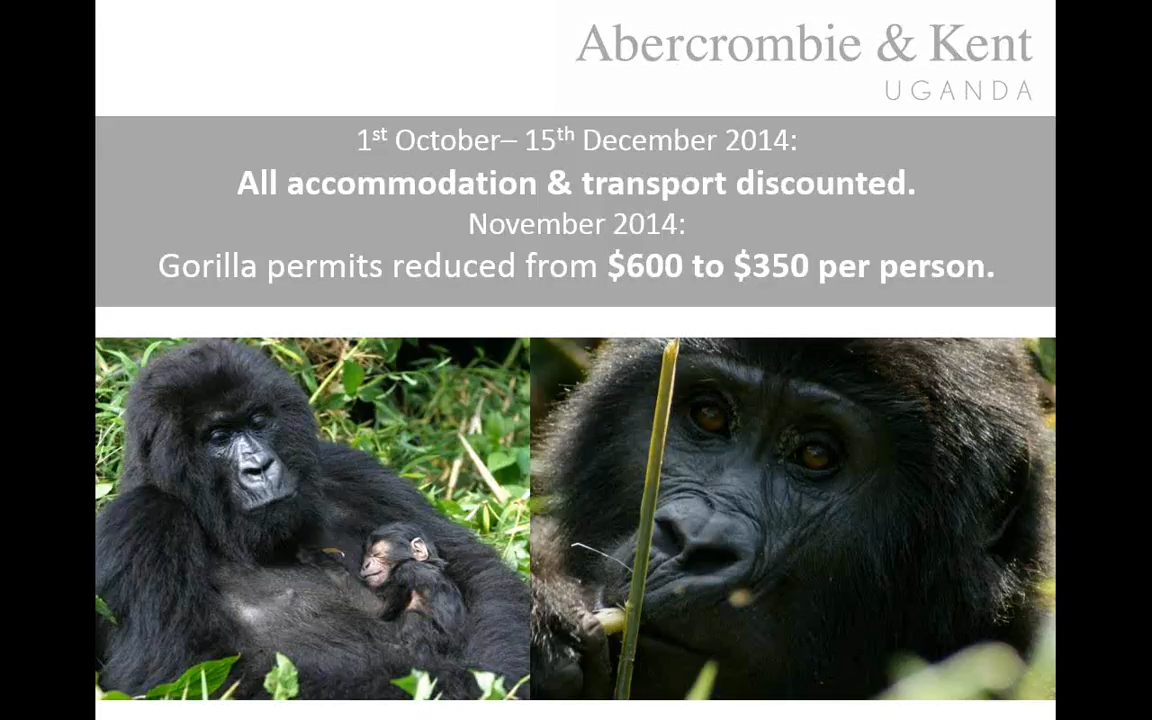 Abercrombie & Kent
UGANDA
1st October– 15th December 2014:
All accommodation & transport discounted.
November 2014:
Gorilla permits reduced from $600 to $350 per person.